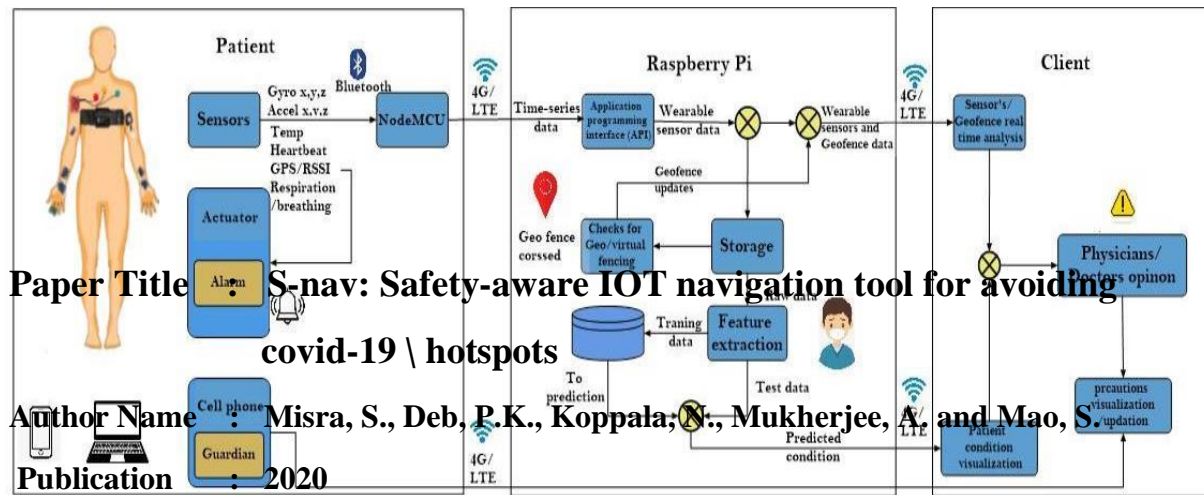 Patient
Raspberry Pi
Client
Bluetooth
Gyro x,y,z
Accel x.v.z
Temp
Heartbeat
GPS/RSSI
Respiration
/breathing
Sensors
NodeMCU
4G/
LTE
Time-series
data
Application
programming
interface (API)
Wearable
sensor data
Wearable
sensors and
Geofence data
4G/
LTE
Sensor's/
Geofence real
time analysis
Geofence
updates
Actuator
Alarm
Geo fence
corssed
Checks for
Geo/virtual
fencing
Storage
Physicians/
Doctors opinon
Paper Title : S-nav: Safety-aware IOT navigation tool for avoiding
covid-19 \ hotspots
Raw data
Traning
data
Feature
extraction
To
prediction
Test data
Cell phone
Guardian
Author Name : Misra, S., Deb, P.K., Koppala, N., Mukherjee, A. and Mao, S.
4G/
LTE
prcautions
visualization
/updation
Predicted
condition
Patient
condition
visualization
4G/
LTE
Publication : 2020